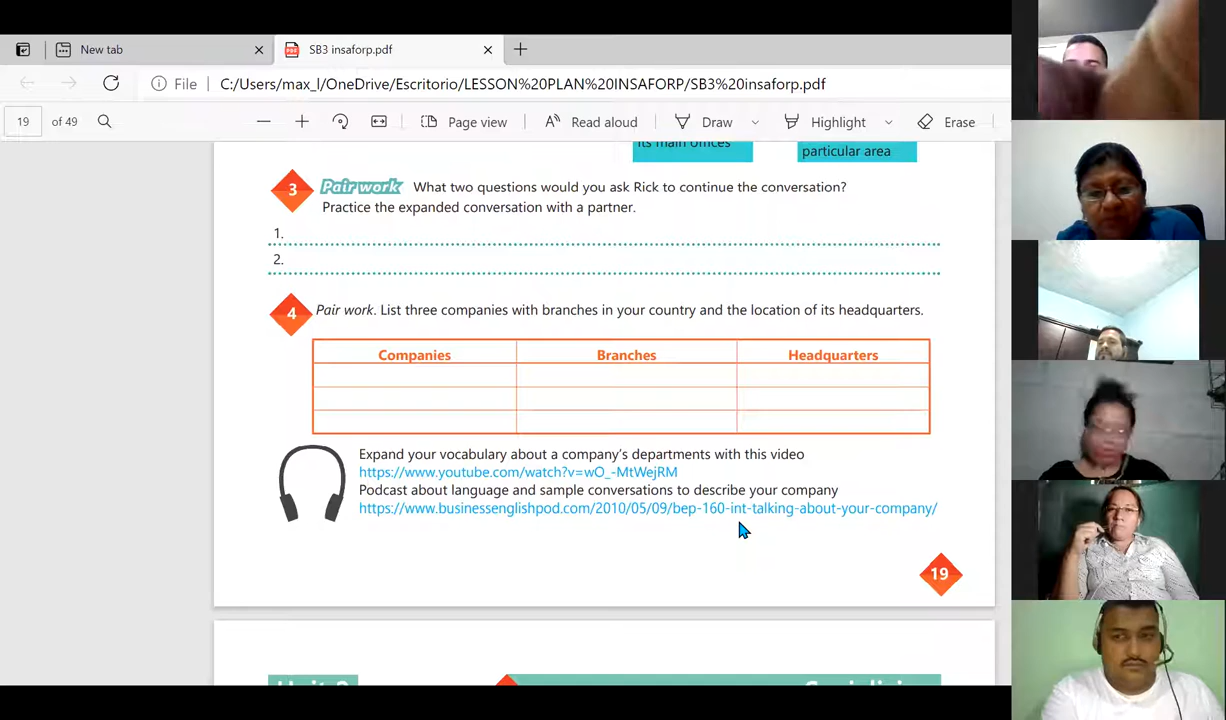 New tab
SB3 insaforp.pdf
File
C:/Users/max_l/OneDrive/Escritorio/LESSON%20PLAN%20INSAFORP/SB3%20insaforp.pdf
19 of 49
Page view
Read aloud
Draw
Highlight
Erase
its main offices
particular area
3 Pair work What two questions would you ask Rick to continue the conversation?
Practice the expanded conversation with a partner.
1.
2.
4 Pair work. List three companies with branches in your country and the location of its headquarters.
Companies Branches Headquarters
Expand your vocabulary about a company's departments with this video
https://www.youtube.com/watch?v=wO_-MtWejRM
Podcast about language and sample conversations to describe your company
https://www.businessenglishpod.com/2010/05/09/bep-160-int-talking-about-your-company/
19